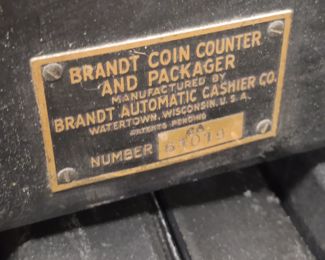 BRANDT COIN COUNTER
AND PACKAGER
MANUFACTURED BY
BRANDT AUTOMATIC CASHIER CO.
WATERTOWN, WISCONSIN, U.S.A.
PATENTS PENDING
NUMBER